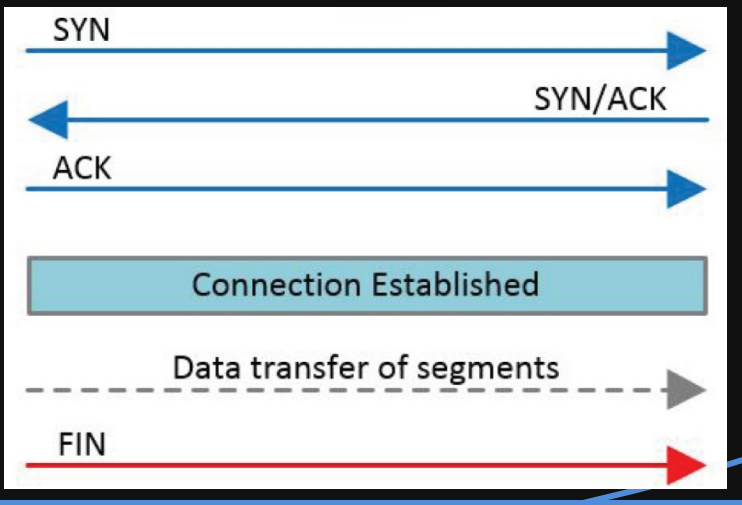 SYN
SYN/ACK
ACK
Connection Established
Data transfer of segments
FIN